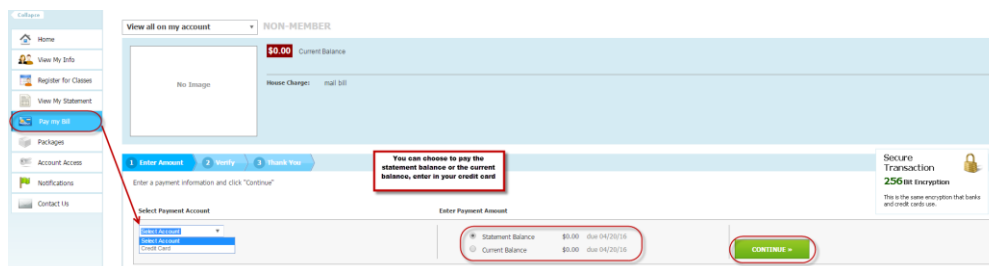 Collapse
Home
View My Info
Register for Classes
View My Statement
Pay my Bill
Packages
Account Access
Notifications
Contact Us
View all on my account
NON-MEMBER
No Image
$0.00 Current Balance
House Charge: mail bill
1 Enter Amount 2 Verify 3 Thank You
Enter a payment information and click "Continue"
You can choose to pay the
statement balance or the current
balance, enter in your credit card
Secure
Transaction
256 Bit Encryption
This is the same encryption that banks
and credit cards use.
Select Payment Account
Select Account
Select Account
Credit Card
Enter Payment Amount
Statement Balance $0.00 due 04/20/16
Current Balance $0.00 due 04/20/16
CONTINUE »